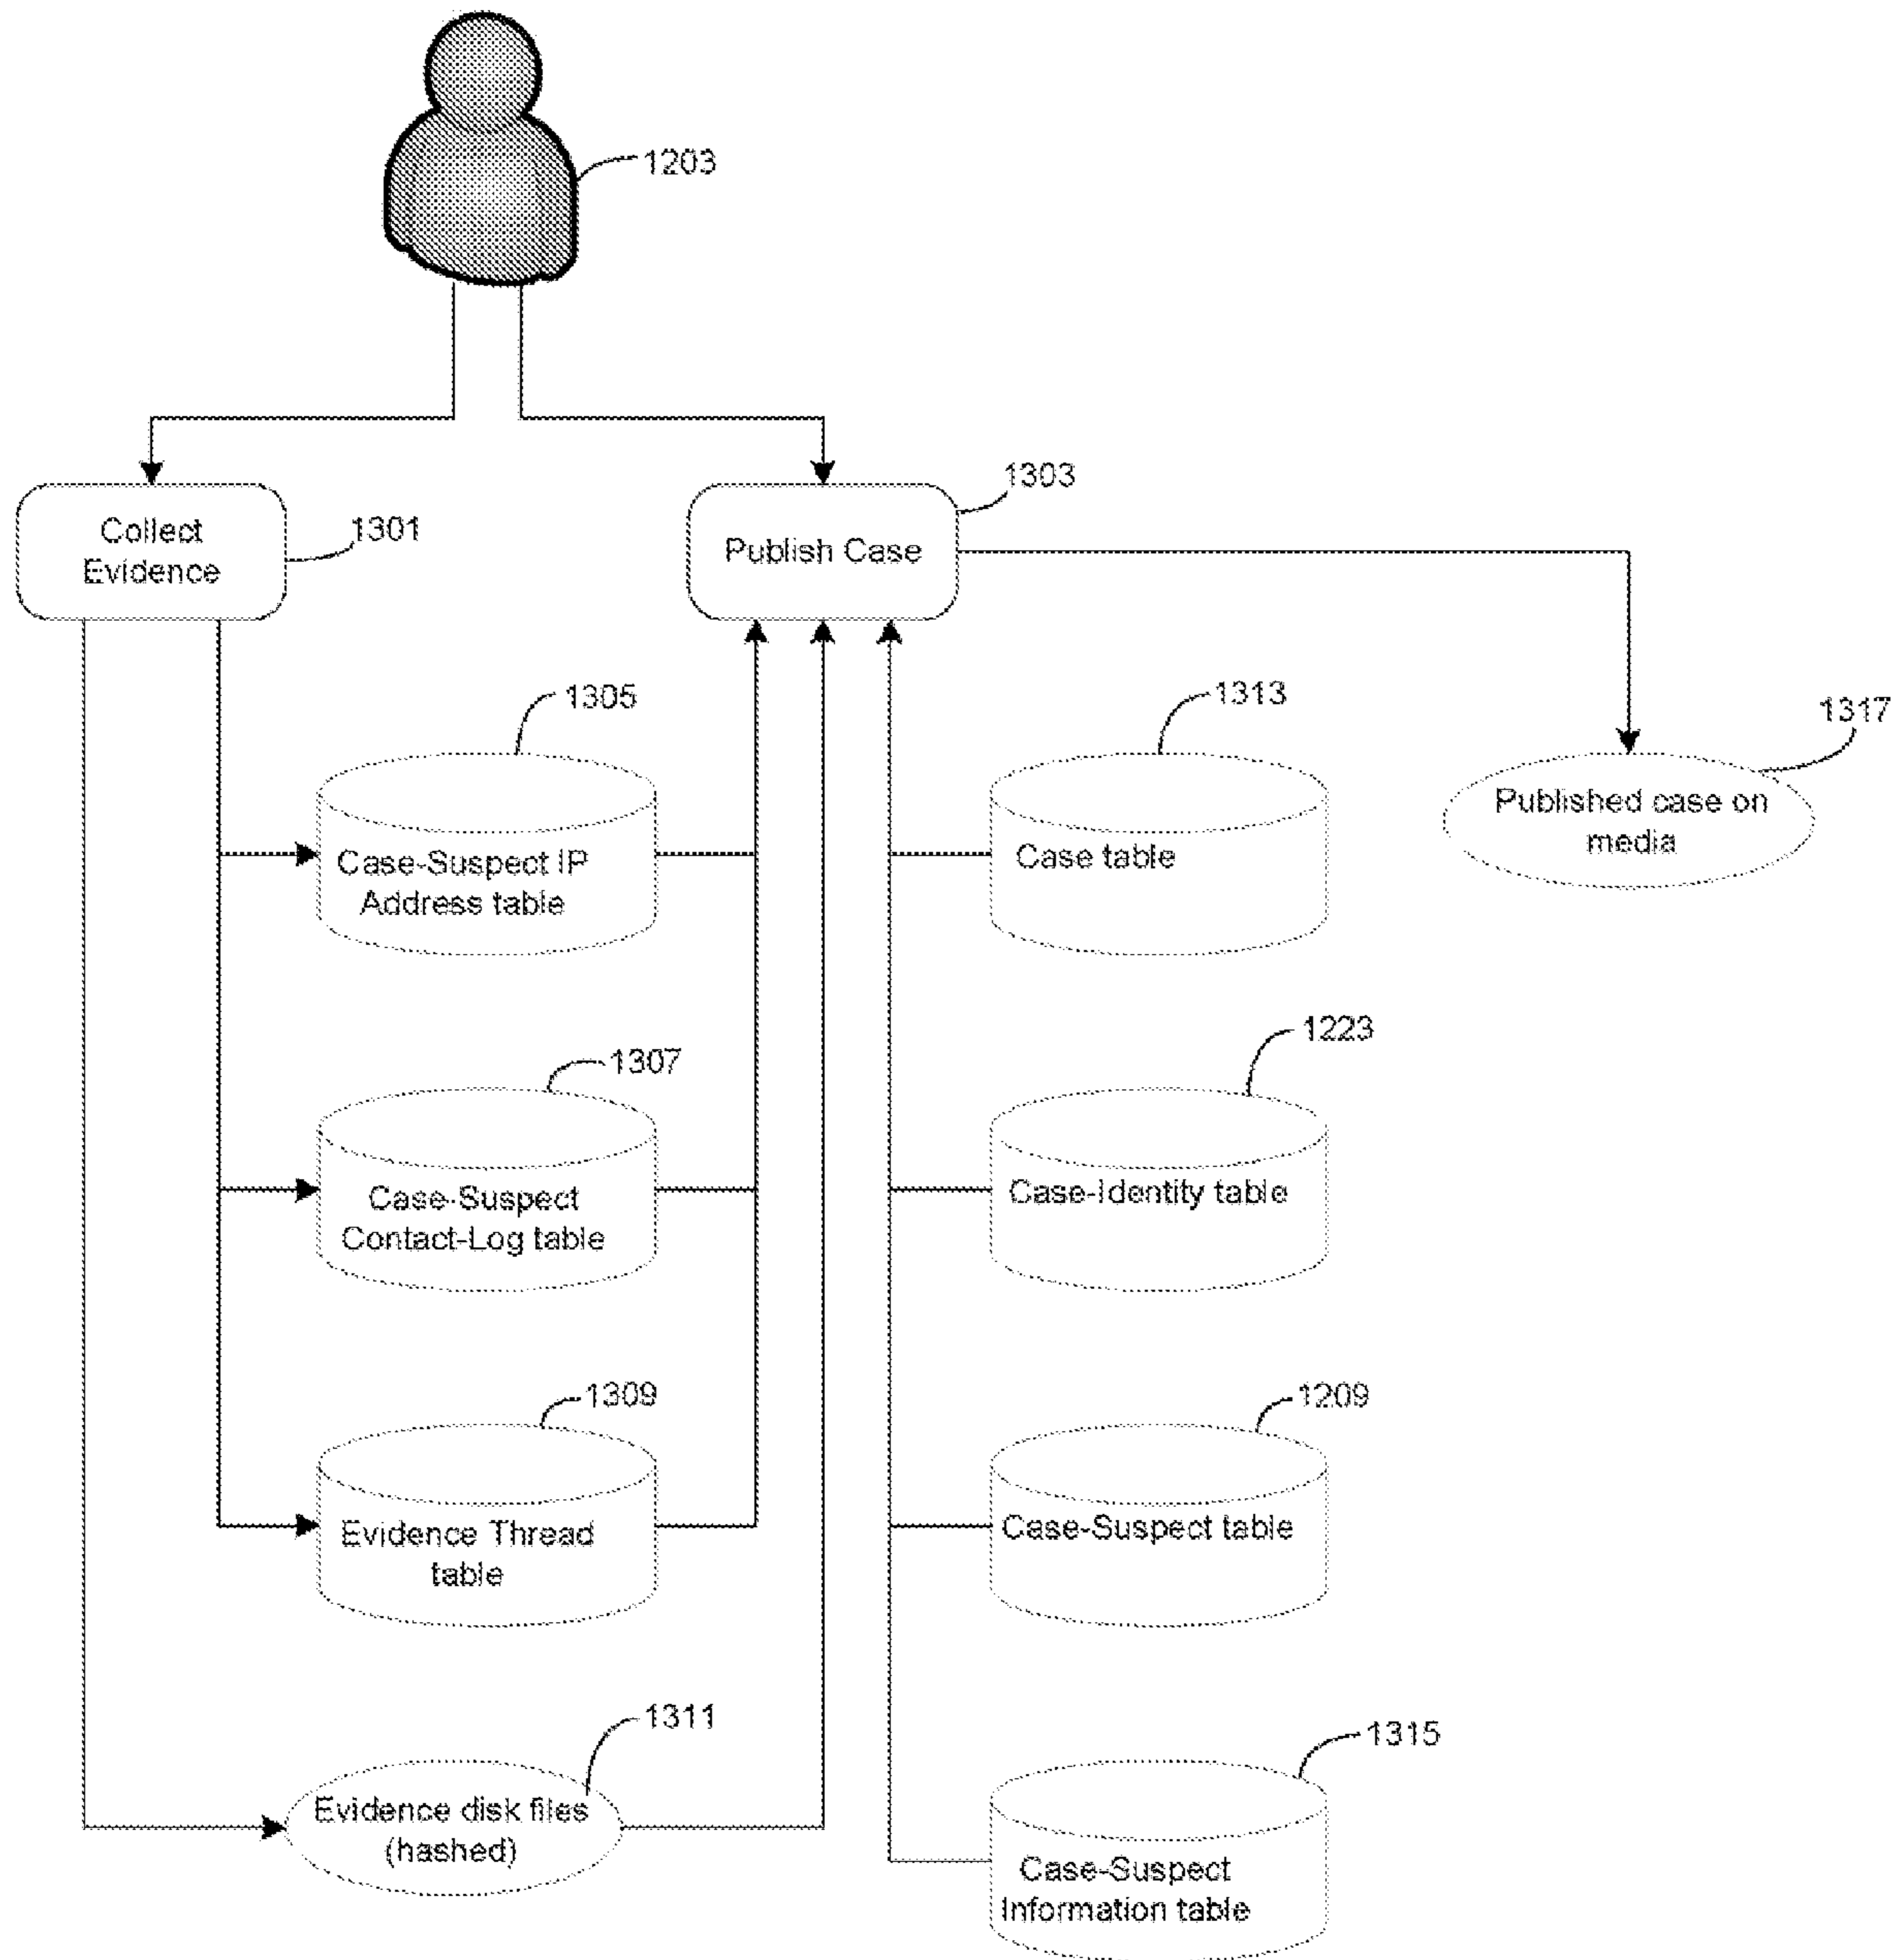 1203
Collect
Evidence
1301
Publish Case
1303
1305
Case-Suspect IP
Address table
1313
Case table
1317
Published case on
media
1307
Case-Suspect
Contact-Log table
1223
Case-Identity table
1309
Evidence Thread
table
1209
Case-Suspect table
1311
Evidence disk files
(hashed)
1315
Case-Suspect
Information table